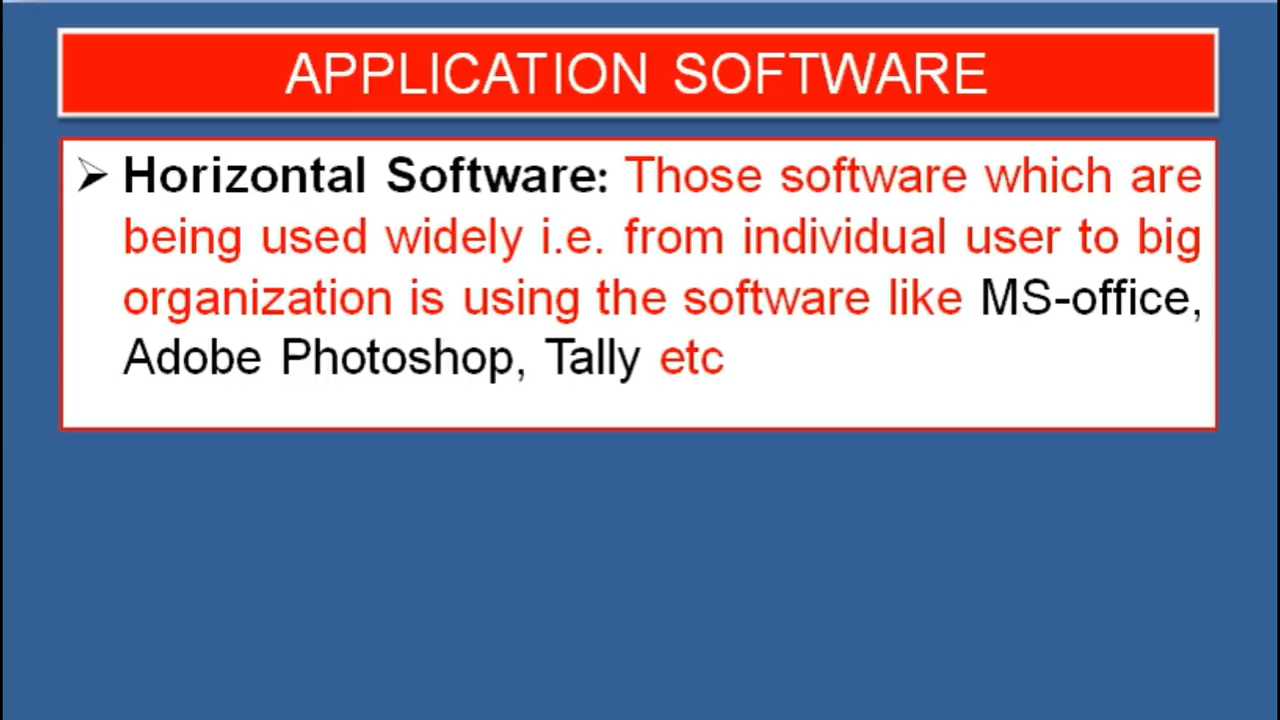 APPLICATION SOFTWARE
Horizontal Software: Those software which are
being used widely i.e. from individual user to big
organization is using the software like MS-office,
Adobe Photoshop, Tally etc